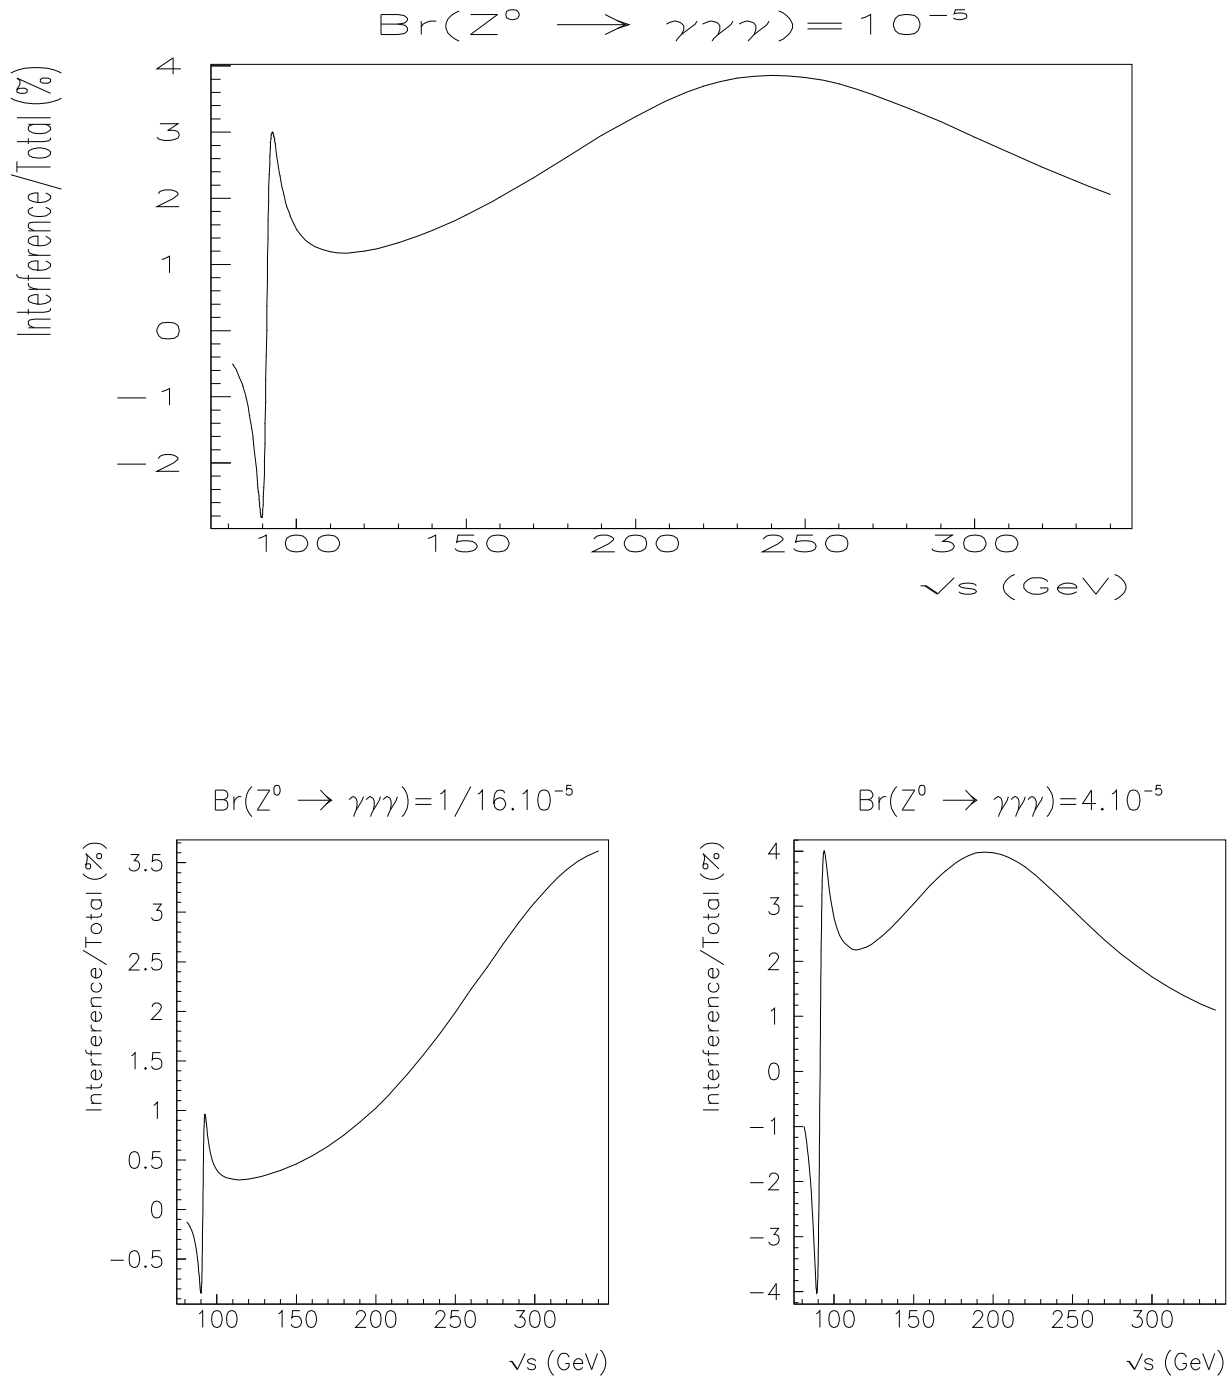 Br(Z⁰ → γγγ)=10⁻⁵
Interference/Total (%)
4
3
2
1
0
−1
−2
100 150 200 250 300
√s (GeV)
Br(Z⁰ → γγγ)=1/16.10⁻⁵
Interference/Total (%)
3.5
3
2.5
2
1.5
1
0.5
0
−0.5
100 150 200 250 300
√s (GeV)
Br(Z⁰ → γγγ)=4.10⁻⁵
Interference/Total (%)
4
3
2
1
0
−1
−2
−3
−4
100 150 200 250 300
√s (GeV)